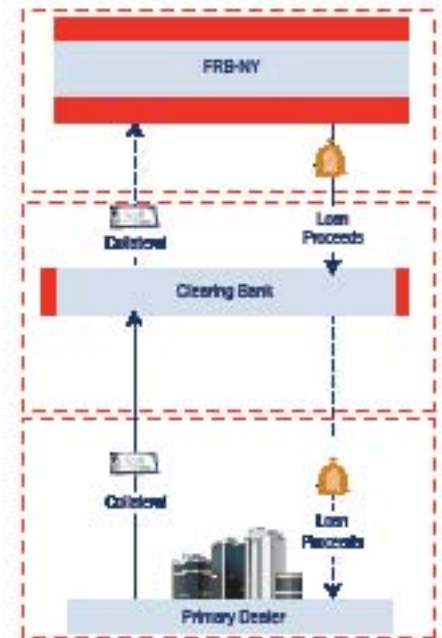 FRB-NY
Loan
Proceeds
Collateral
Clearing Bank
Collateral
Loan
Proceeds
Primary Dealer